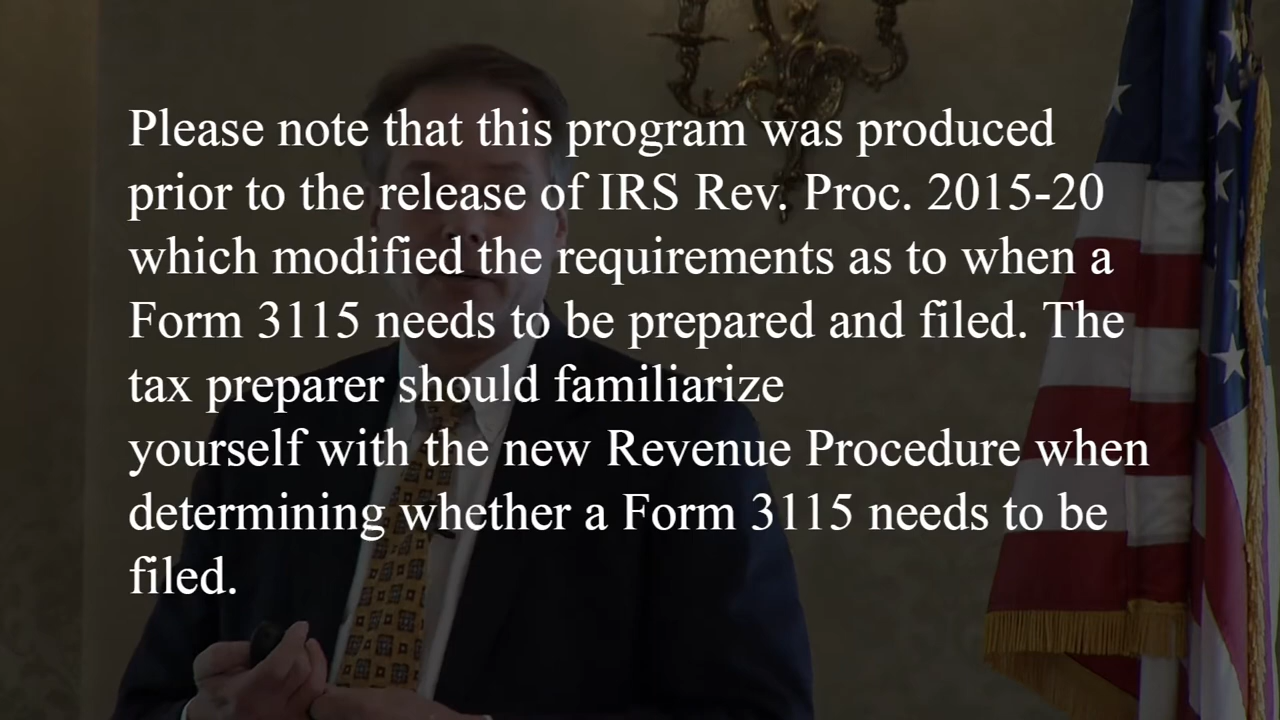 Please note that this program was produced
prior to the release of IRS Rev. Proc. 2015-20
which modified the requirements as to when a
Form 3115 needs to be prepared and filed. The
tax preparer should familiarize
yourself with the new Revenue Procedure when
determining whether a Form 3115 needs to be
filed.